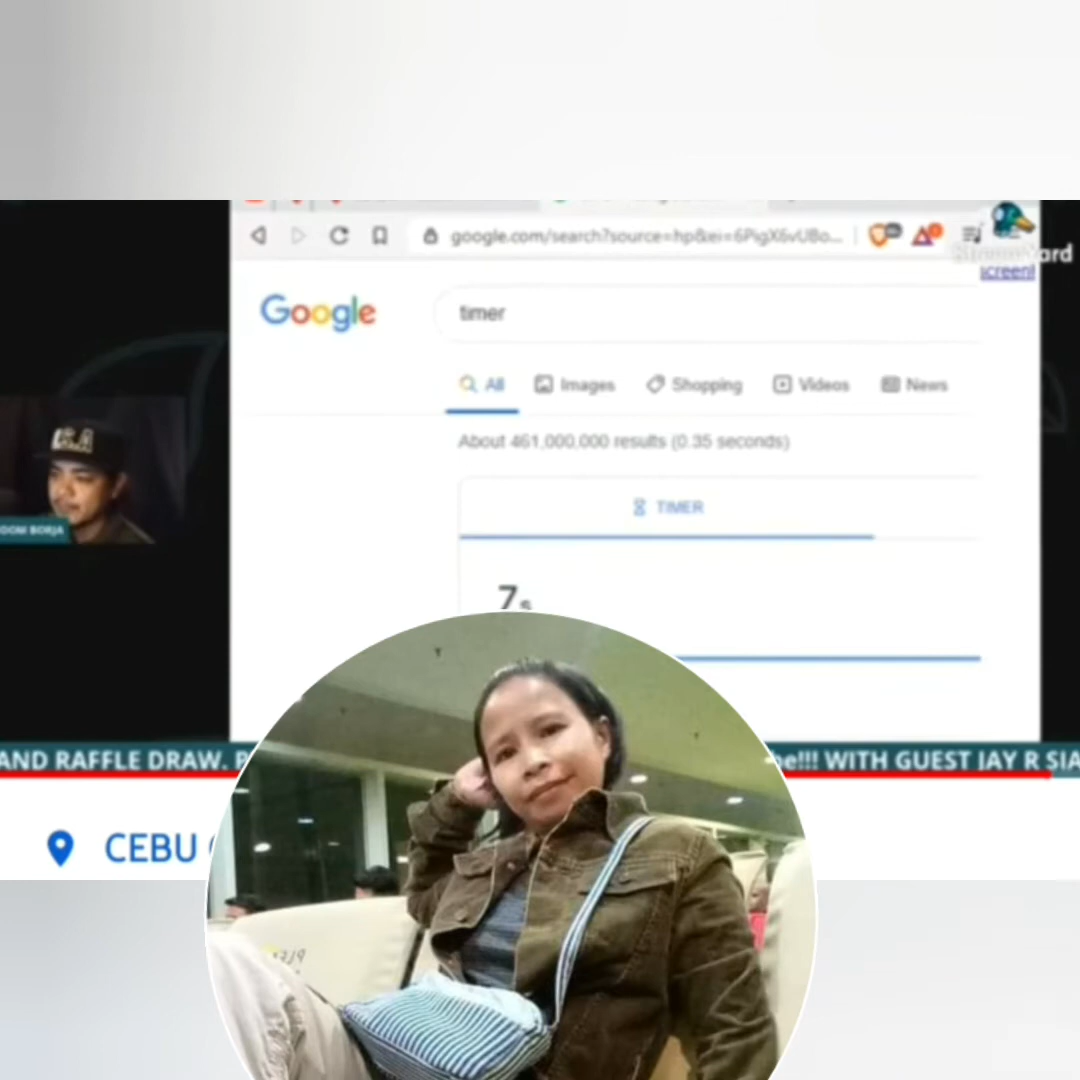 google.com/search?source=hp&ei=6PigX6vUBo...
StreamYard
Google
timer
All
Images
Shopping
Videos
News
About 461,000,000 results (0.35 seconds)
TIMER
7s
AND RAFFLE DRAW.
WITH GUEST JAY R SIA
CEBU